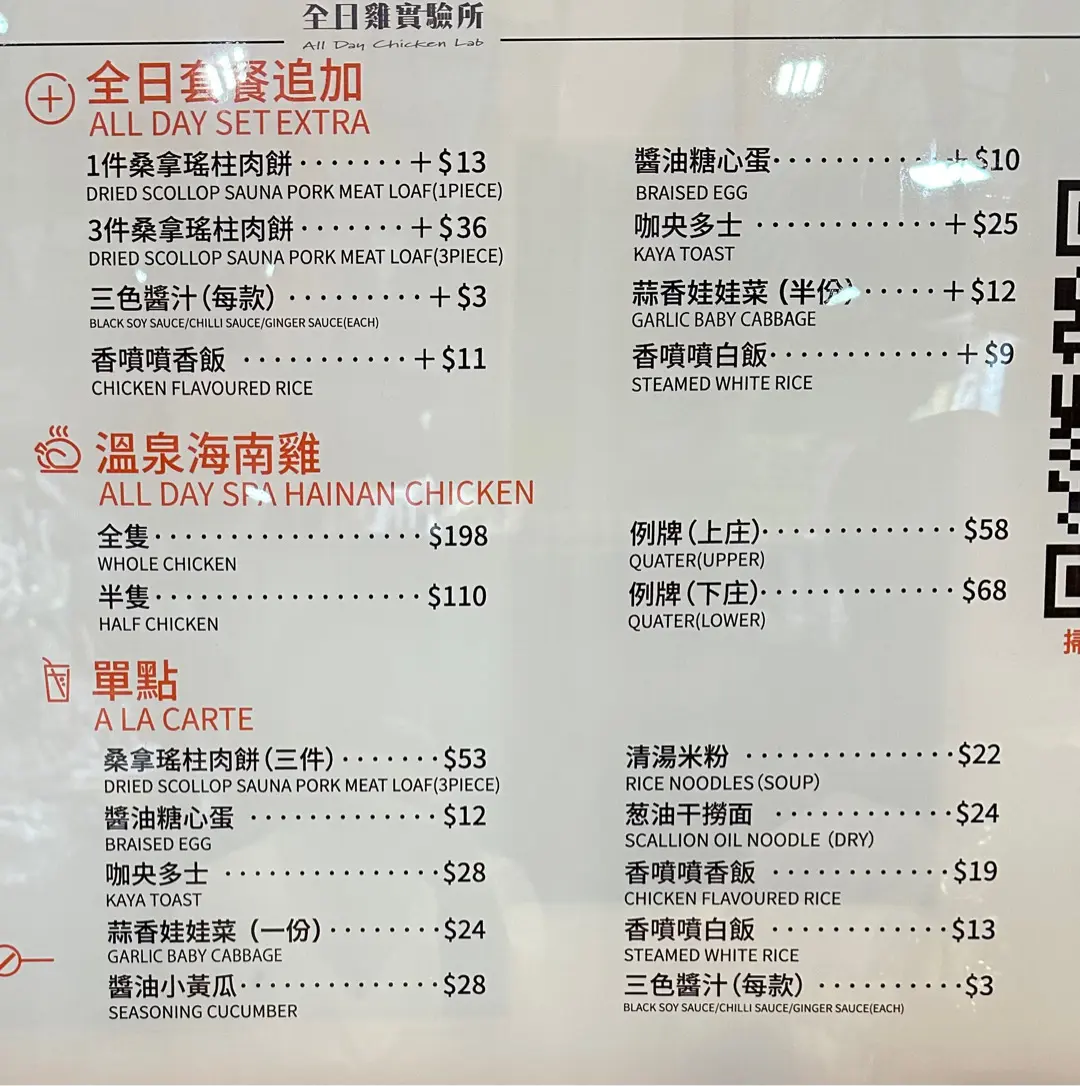 全日雞實驗所
All Day Chicken Lab
全日套餐追加
ALL DAY SET EXTRA
1件桑拿瑤柱肉餅·······+$13
DRIED SCOLLOP SAUNA PORK MEAT LOAF(1PIECE)
3件桑拿瑤柱肉餅·······+$36
DRIED SCOLLOP SAUNA PORK MEAT LOAF(3PIECE)
三色醬汁(每款)·········+$3
BLACK SOY SAUCE/CHILLI SAUCE/GINGER SAUCE(EACH)
香噴噴香飯 ···········+$11
CHICKEN FLAVOURED RICE
醬油糖心蛋··········+$10
BRAISED EGG
咖央多士 ············+$25
KAYA TOAST
蒜香娃娃菜 (半份)·····+$12
GARLIC BABY CABBAGE
香噴噴白飯············+$9
STEAMED WHITE RICE
溫泉海南雞
ALL DAY SPA HAINAN CHICKEN
全隻··················$198
WHOLE CHICKEN
半隻··················$110
HALF CHICKEN
例牌(上庄)·············$58
QUATER(UPPER)
例牌(下庄)·············$68
QUATER(LOWER)
單點
A LA CARTE
桑拿瑤柱肉餅(三件)·······$53
DRIED SCOLLOP SAUNA PORK MEAT LOAF(3PIECE)
醬油糖心蛋 ·············$12
BRAISED EGG
咖央多士 ···············$28
KAYA TOAST
蒜香娃娃菜 (一份)········$24
GARLIC BABY CABBAGE
醬油小黃瓜··············$28
SEASONING CUCUMBER
清湯米粉 ··············$22
RICE NOODLES(SOUP)
葱油干撈面 ············$24
SCALLION OIL NOODLE (DRY)
香噴噴香飯 ············$19
CHICKEN FLAVOURED RICE
香噴噴白飯 ············$13
STEAMED WHITE RICE
三色醬汁(每款) ··········$3
BLACK SOY SAUCE/CHILLI SAUCE/GINGER SAUCE(EACH)